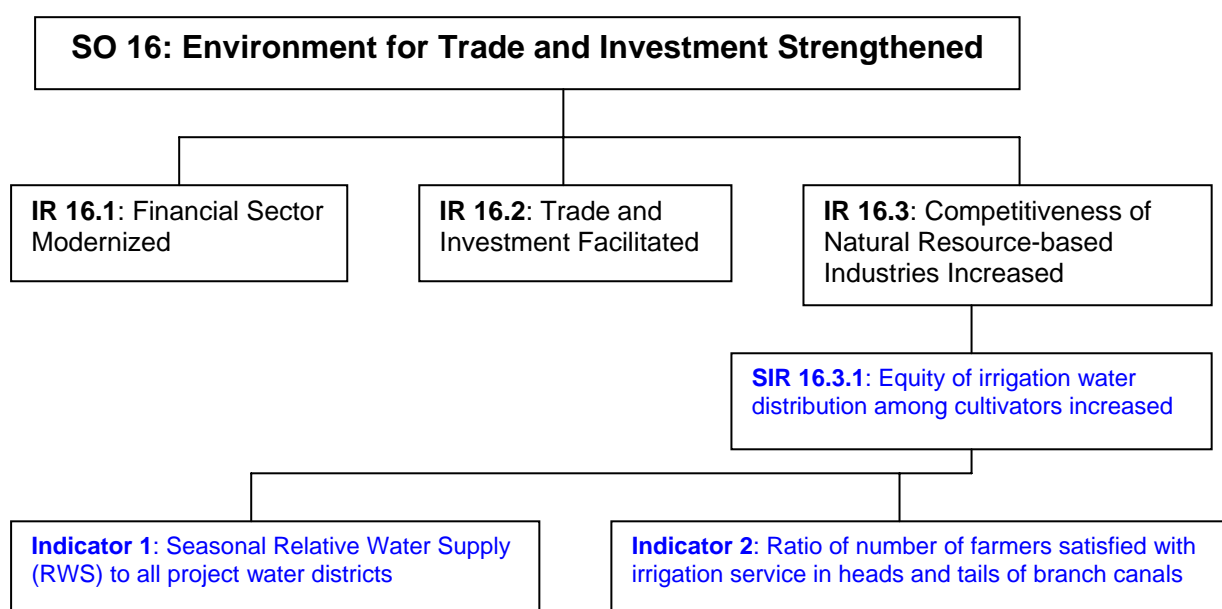 SO 16: Environment for Trade and Investment Strengthened
IR 16.1: Financial Sector
Modernized
IR 16.2: Trade and
Investment Facilitated
IR 16.3: Competitiveness of
Natural Resource-based
Industries Increased
SIR 16.3.1: Equity of irrigation water
distribution among cultivators increased
Indicator 1: Seasonal Relative Water Supply
(RWS) to all project water districts
Indicator 2: Ratio of number of farmers satisfied with
irrigation service in heads and tails of branch canals